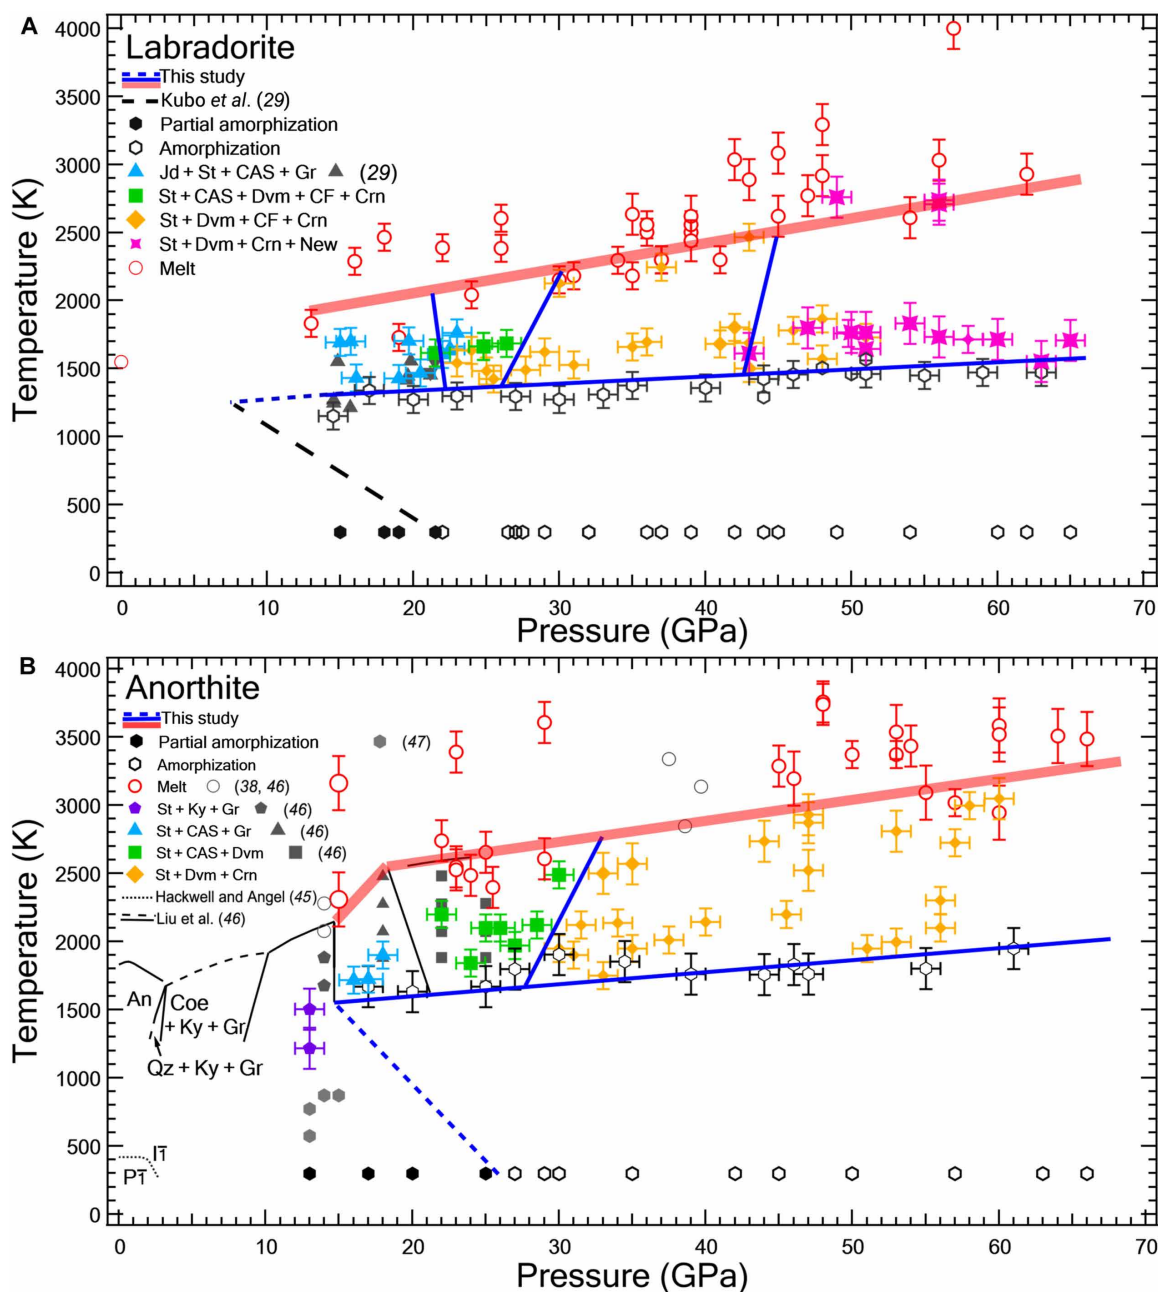 A
Labradorite
This study
Kubo et al. (29)
Partial amorphization
Amorphization
Jd + St + CAS + Gr (29)
St + CAS + Dvm + CF + Crn
St + Dvm + CF + Crn
St + Dvm + Crn + New
Melt
Temperature (K)
4000
3500
3000
2500
2000
1500
1000
500
0
0 10 20 30 40 50 60 70
Pressure (GPa)
B
Anorthite
This study
Partial amorphization (47)
Amorphization
Melt (38, 46)
St + Ky + Gr (46)
St + CAS + Gr (46)
St + CAS + Dvm (46)
St + Dvm + Crn
Hackwell and Angel (45)
Liu et al. (46)
An
Coe
+ Ky + Gr
Qz + Ky + Gr
I1̅
P1̅
Temperature (K)
4000
3500
3000
2500
2000
1500
1000
500
0
0 10 20 30 40 50 60 70
Pressure (GPa)